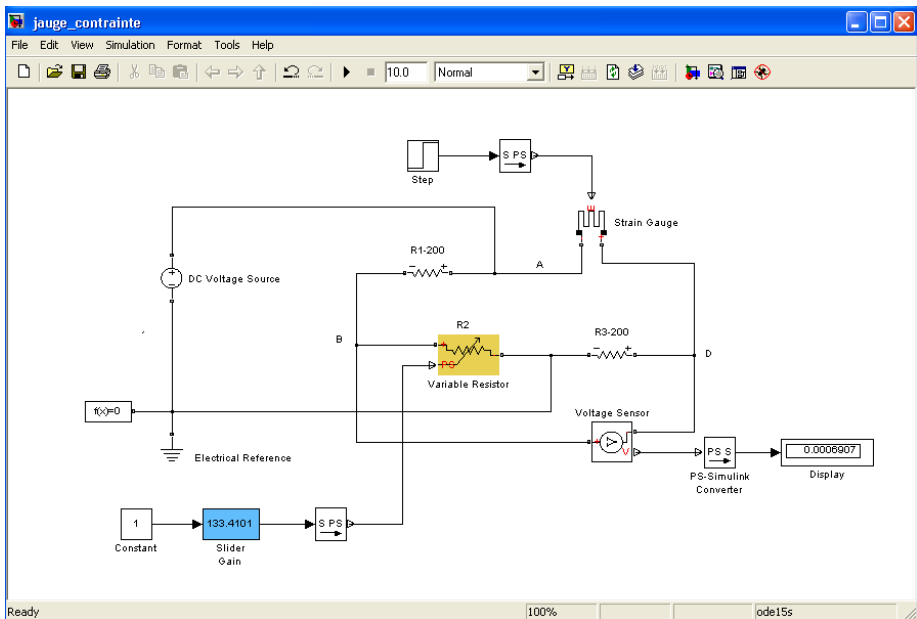 jauge_contrainte
File Edit View Simulation Format Tools Help
10.0 Normal
S PS
Step
Strain Gauge
R1-200
A
DC Voltage Source
B
R2
PS
Variable Resistor
R3-200
D
f(x)=0
Voltage Sensor
V
PS S
0.0006907
Electrical Reference
PS-Simulink
Converter
Display
1
133.4101
S PS
Constant
Slider
Gain
Ready 100% ode15s